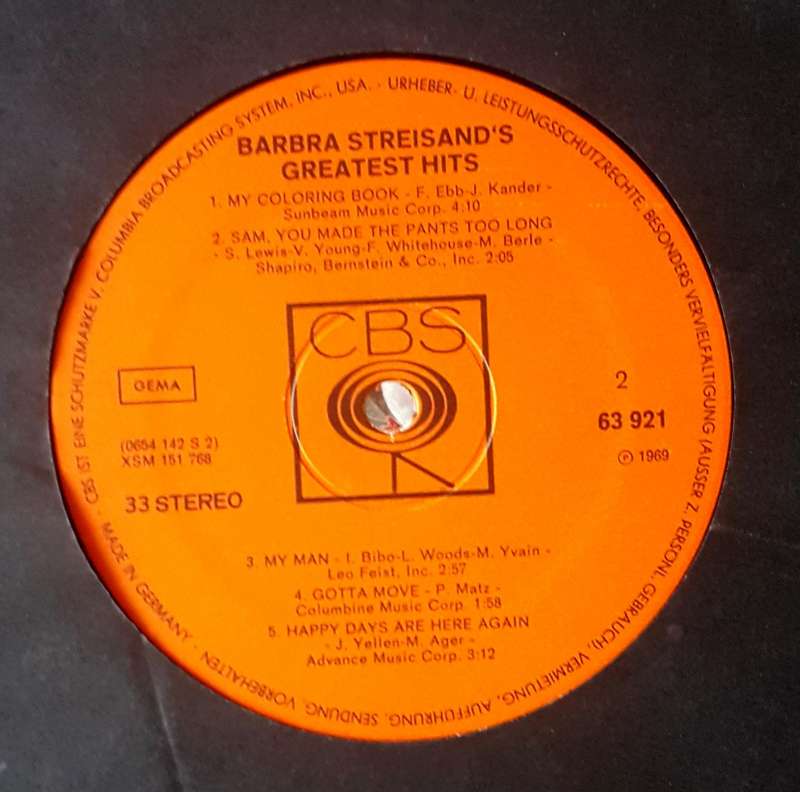 CBS IST EINE SCHUTZMARKE V. COLUMBIA BROADCASTING SYSTEM, INC., USA. · URHEBER- U. LEISTUNGSSCHUTZRECHTE, BESONDERS VERVIELFÄLTIGUNG (AUSSER Z. PERSÖNL. GEBRAUCH), VERMIETUNG, AUFFÜHRUNG, SENDUNG, VORBEHALTEN · MADE IN GERMANY ·
BARBRA STREISAND'S
GREATEST HITS
1. MY COLORING BOOK - F. Ebb-J. Kander -
Sunbeam Music Corp. 4:10
2. SAM, YOU MADE THE PANTS TOO LONG
- S. Lewis-V. Young-F. Whitehouse-M. Berle -
Shapiro, Bernstein & Co., Inc. 2:05
CBS
GEMA
2
63 921
(0654 142 S 2)
XSM 151 768
℗ 1969
33 STEREO
3. MY MAN - I. Bibo-L. Woods-M. Yvain -
Leo Feist, Inc. 2:57
4. GOTTA MOVE - P. Matz -
Columbine Music Corp. 1:58
5. HAPPY DAYS ARE HERE AGAIN
- J. Yellen-M. Ager -
Advance Music Corp. 3:12